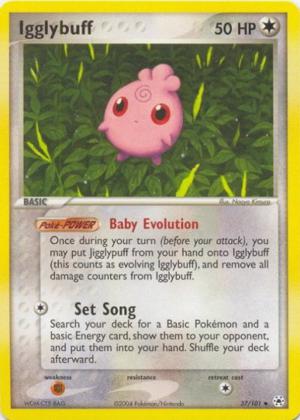 Igglybuff 50 HP
BASIC
Illus. Naoyo Kimura
Poké-POWER Baby Evolution
Once during your turn (before your attack), you
may put Jigglypuff from your hand onto Igglybuff
(this counts as evolving Igglybuff), and remove all
damage counters from Igglybuff.
Set Song
Search your deck for a Basic Pokémon and a
basic Energy card, show them to your opponent,
and put them into your hand. Shuffle your deck
afterward.
weakness resistance retreat cost
©2004 Pokémon/Nintendo 37/101